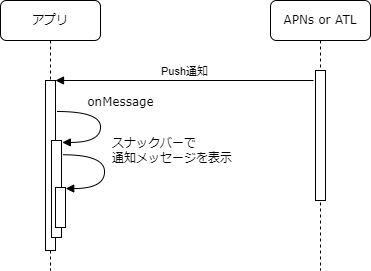 アプリ
APNs or ATL
Push通知
onMessage
スナックバーで
通知メッセージを表示